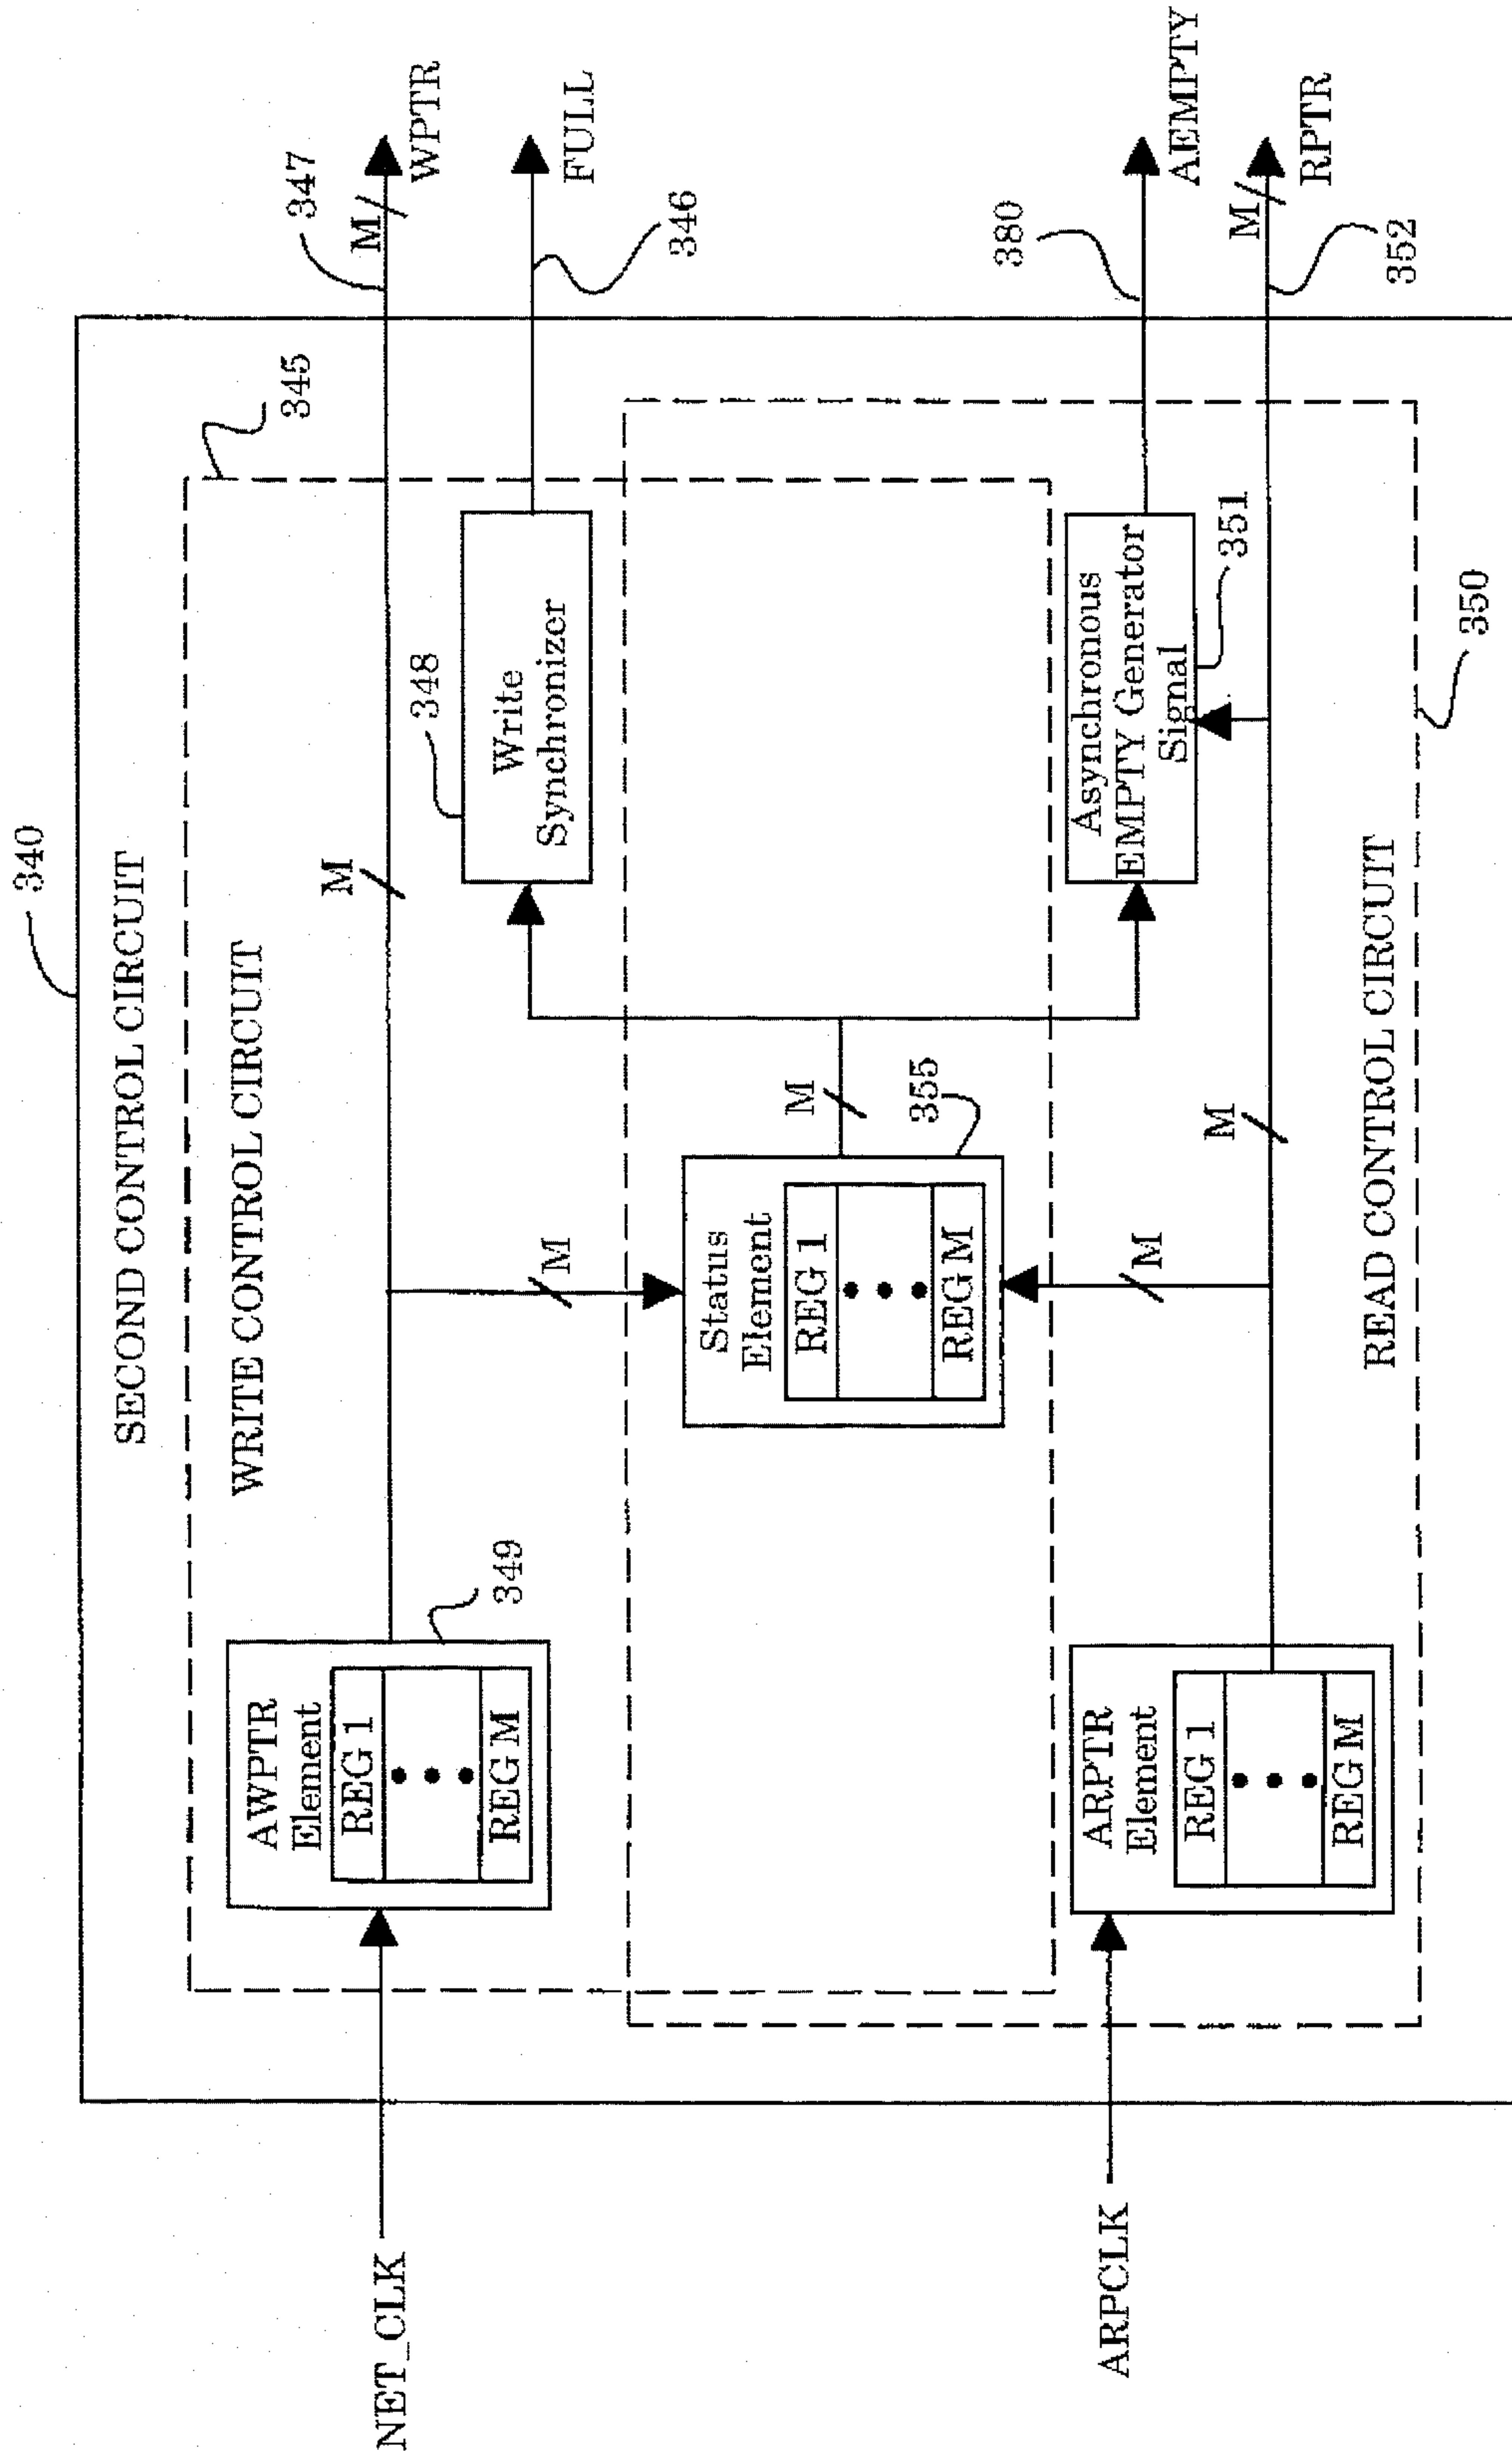 340
SECOND CONTROL CIRCUIT
345
WRITE CONTROL CIRCUIT
NET_CLK
AWPTR
Element
REG 1
REG M
349
M
347
M
WPTR
348
Write
Synchronizer
346
FULL
M
Status
Element
REG 1
REG M
355
M
M
ARPCLK
ARPTR
Element
REG 1
REG M
M
Asynchronous
EMPTY Generator
Signal
351
380
AEMPTY
M
RPTR
352
READ CONTROL CIRCUIT
350